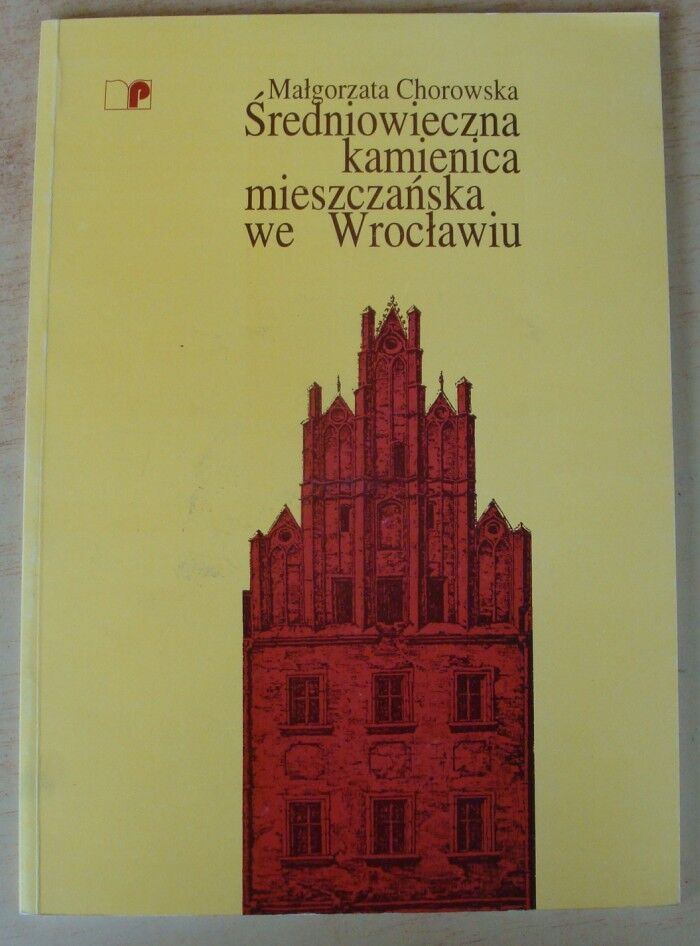 Małgorzata Chorowska
Średniowieczna
kamienica
mieszczańska
we Wrocławiu